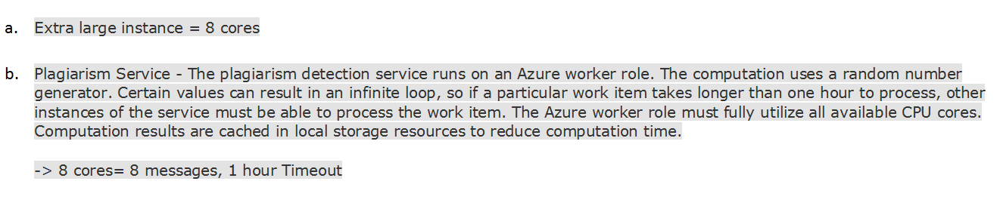 a. Extra large instance = 8 cores
b. Plagiarism Service - The plagiarism detection service runs on an Azure worker role. The computation uses a random number
generator. Certain values can result in an infinite loop, so if a particular work item takes longer than one hour to process, other
instances of the service must be able to process the work item. The Azure worker role must fully utilize all available CPU cores.
Computation results are cached in local storage resources to reduce computation time.
-> 8 cores= 8 messages, 1 hour Timeout